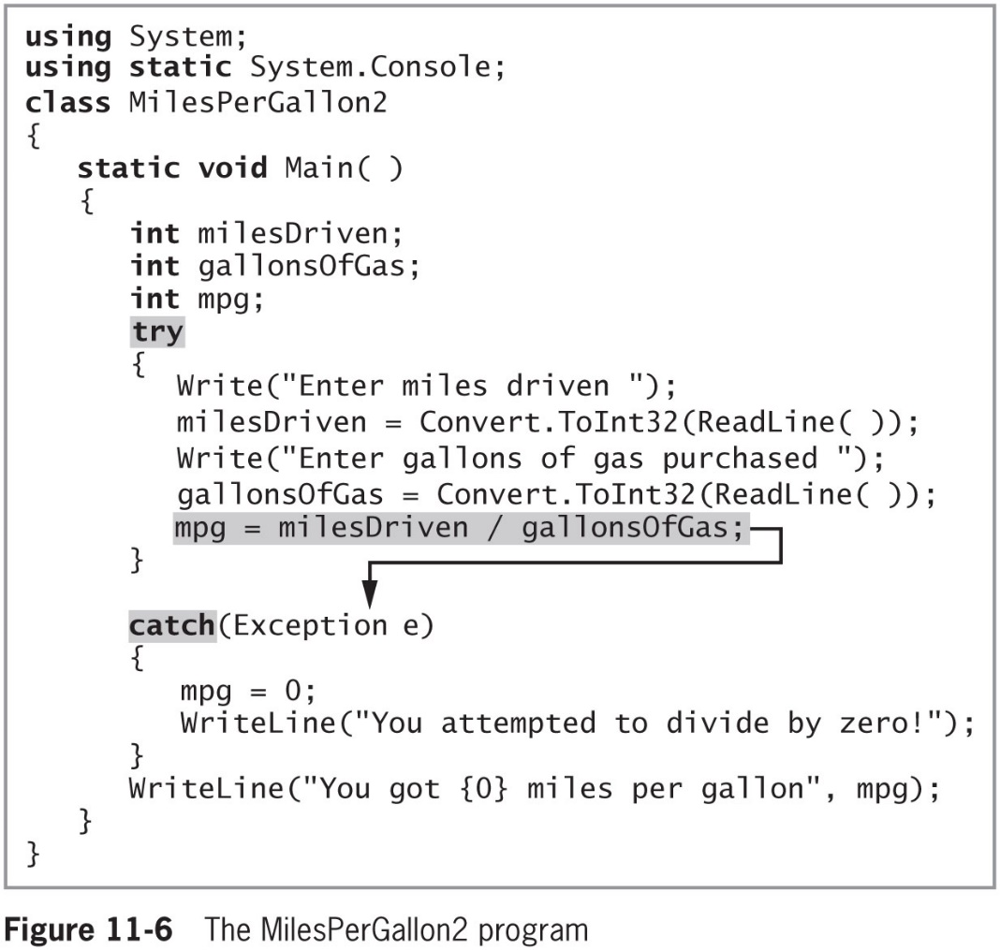 using System;
using static System.Console;
class MilesPerGallon2
{
static void Main( )
{
int milesDriven;
int gallonsOfGas;
int mpg;
try
{
Write("Enter miles driven ");
milesDriven = Convert.ToInt32(ReadLine( ));
Write("Enter gallons of gas purchased ");
gallonsOfGas = Convert.ToInt32(ReadLine( ));
mpg = milesDriven / gallonsOfGas;
}
catch(Exception e)
{
mpg = 0;
WriteLine("You attempted to divide by zero!");
}
WriteLine("You got {0} miles per gallon", mpg);
}
}
Figure 11-6 The MilesPerGallon2 program